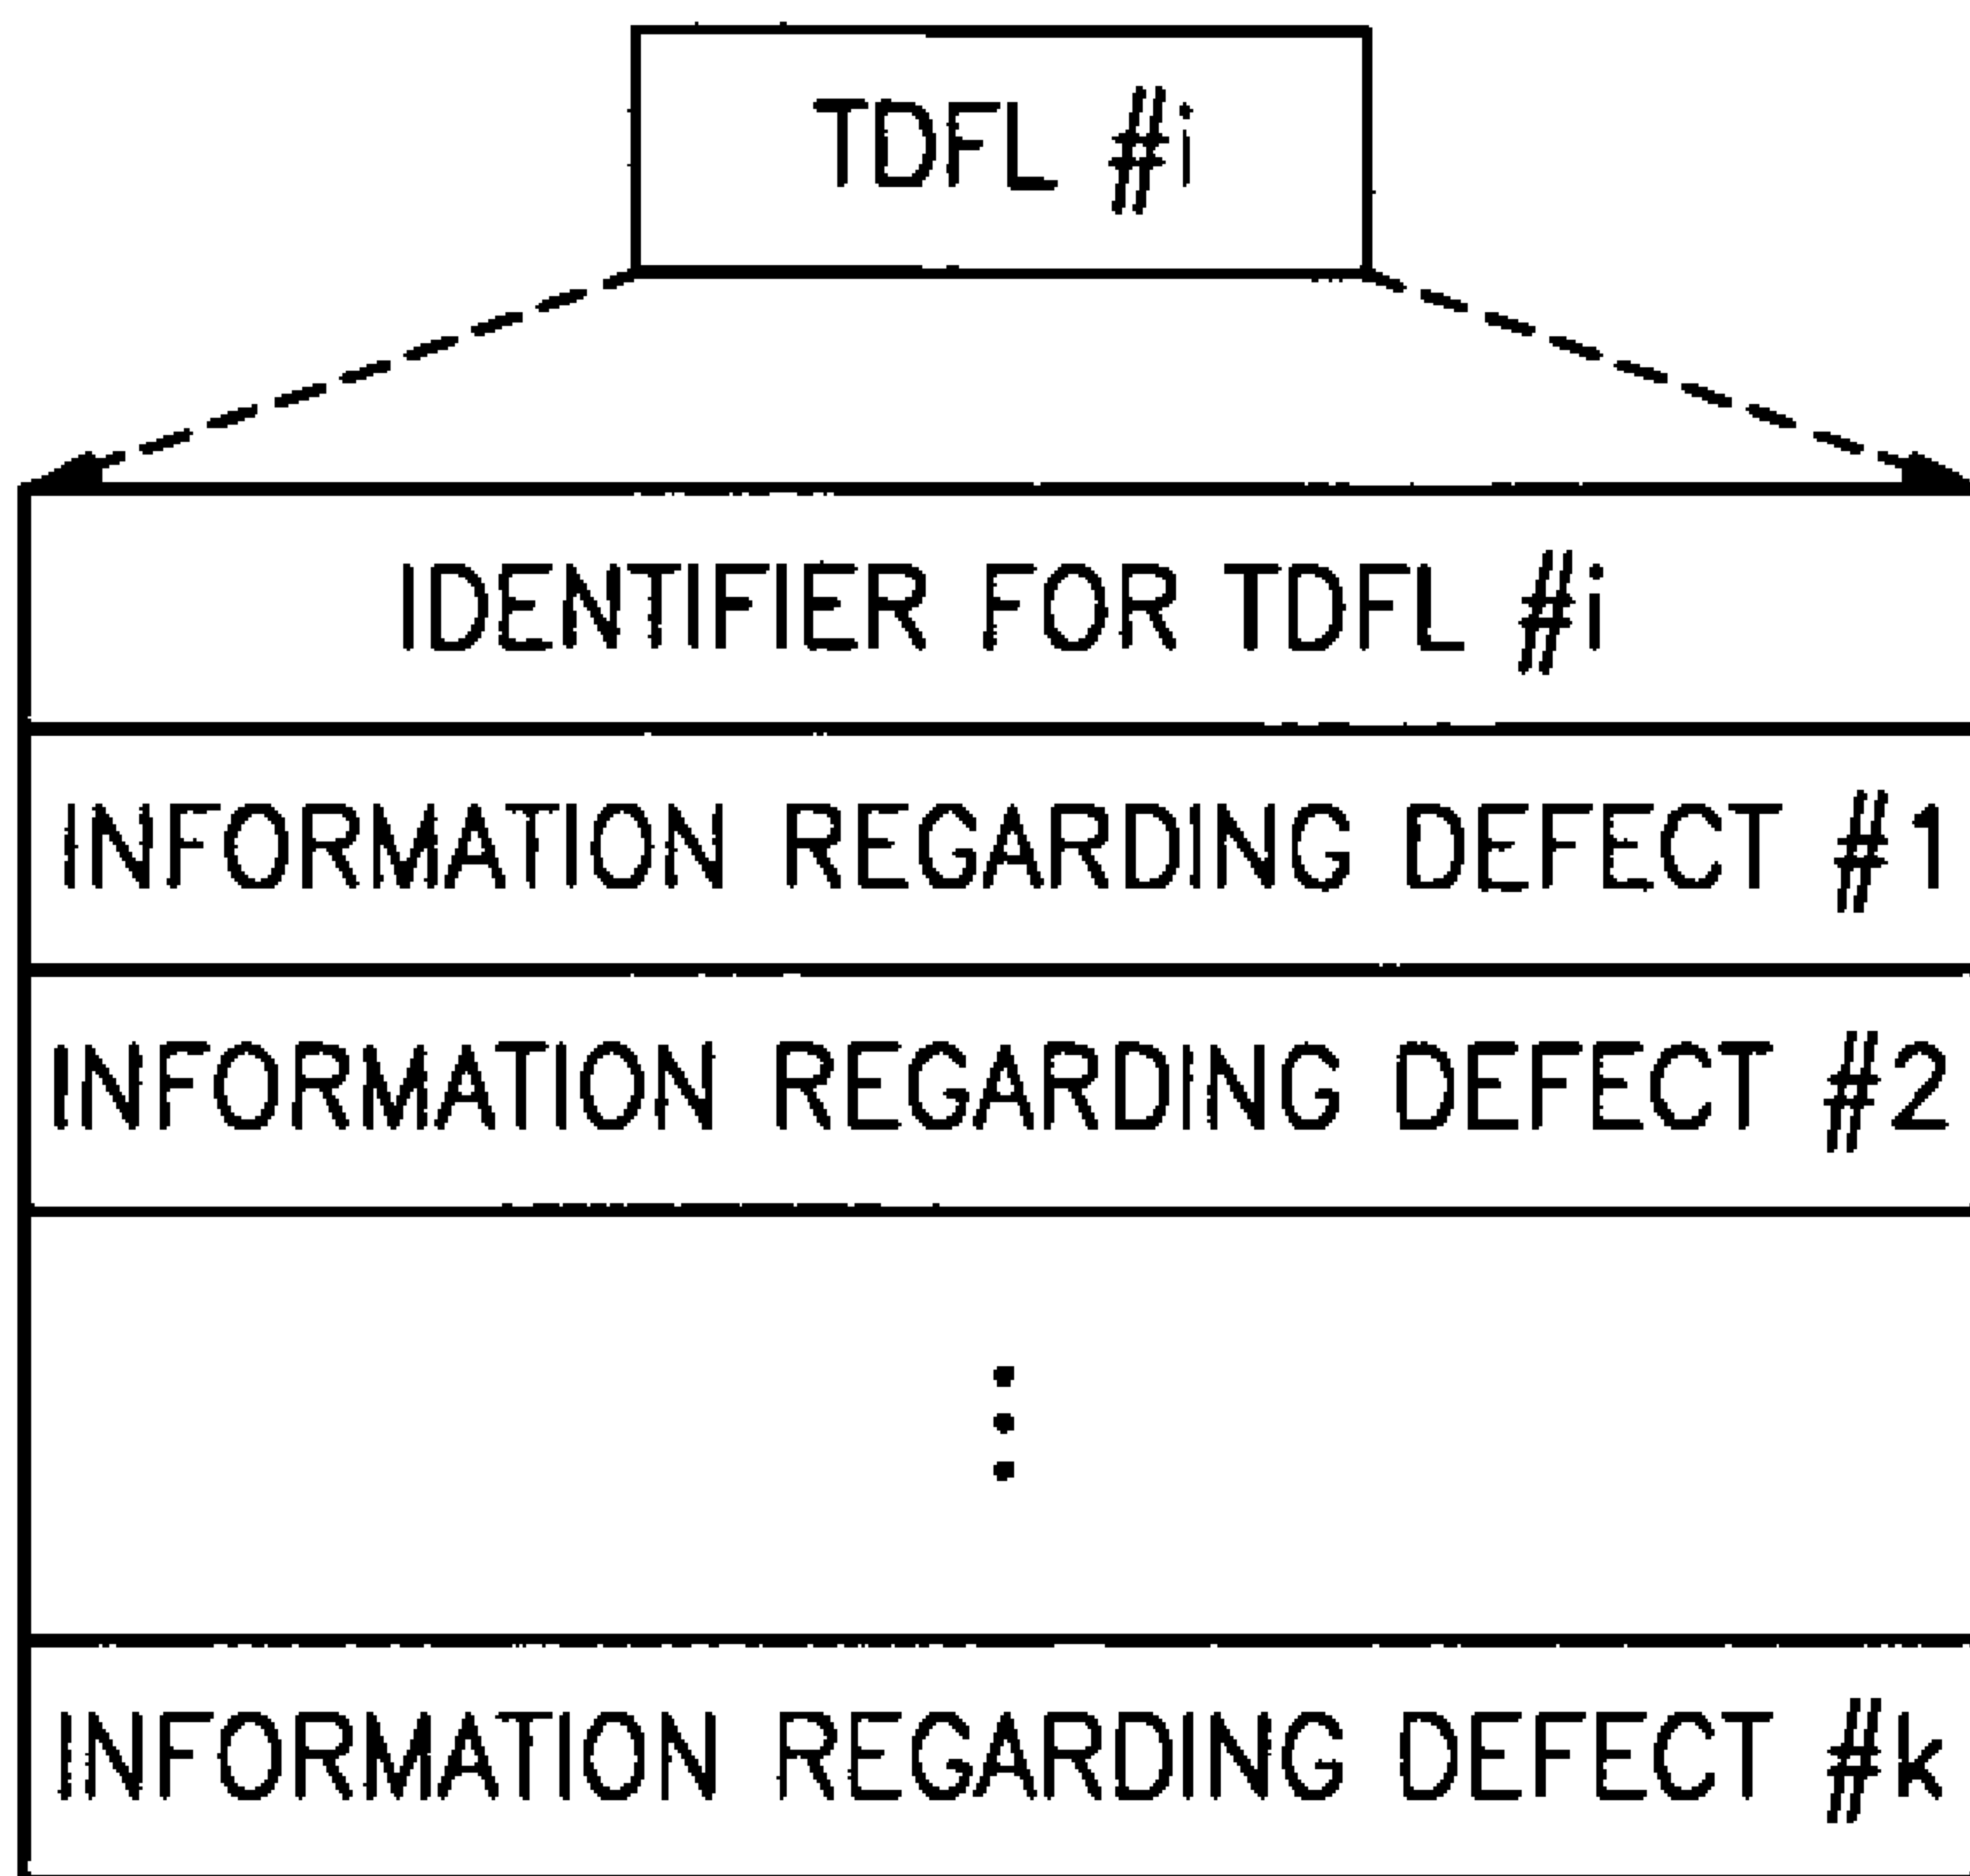 TDFL #i
IDENTIFIER FOR TDFL #i
INFORMATION REGARDING DEFECT #1
INFORMATION REGARDING DEFECT #2
INFORMATION REGARDING DEFECT #k